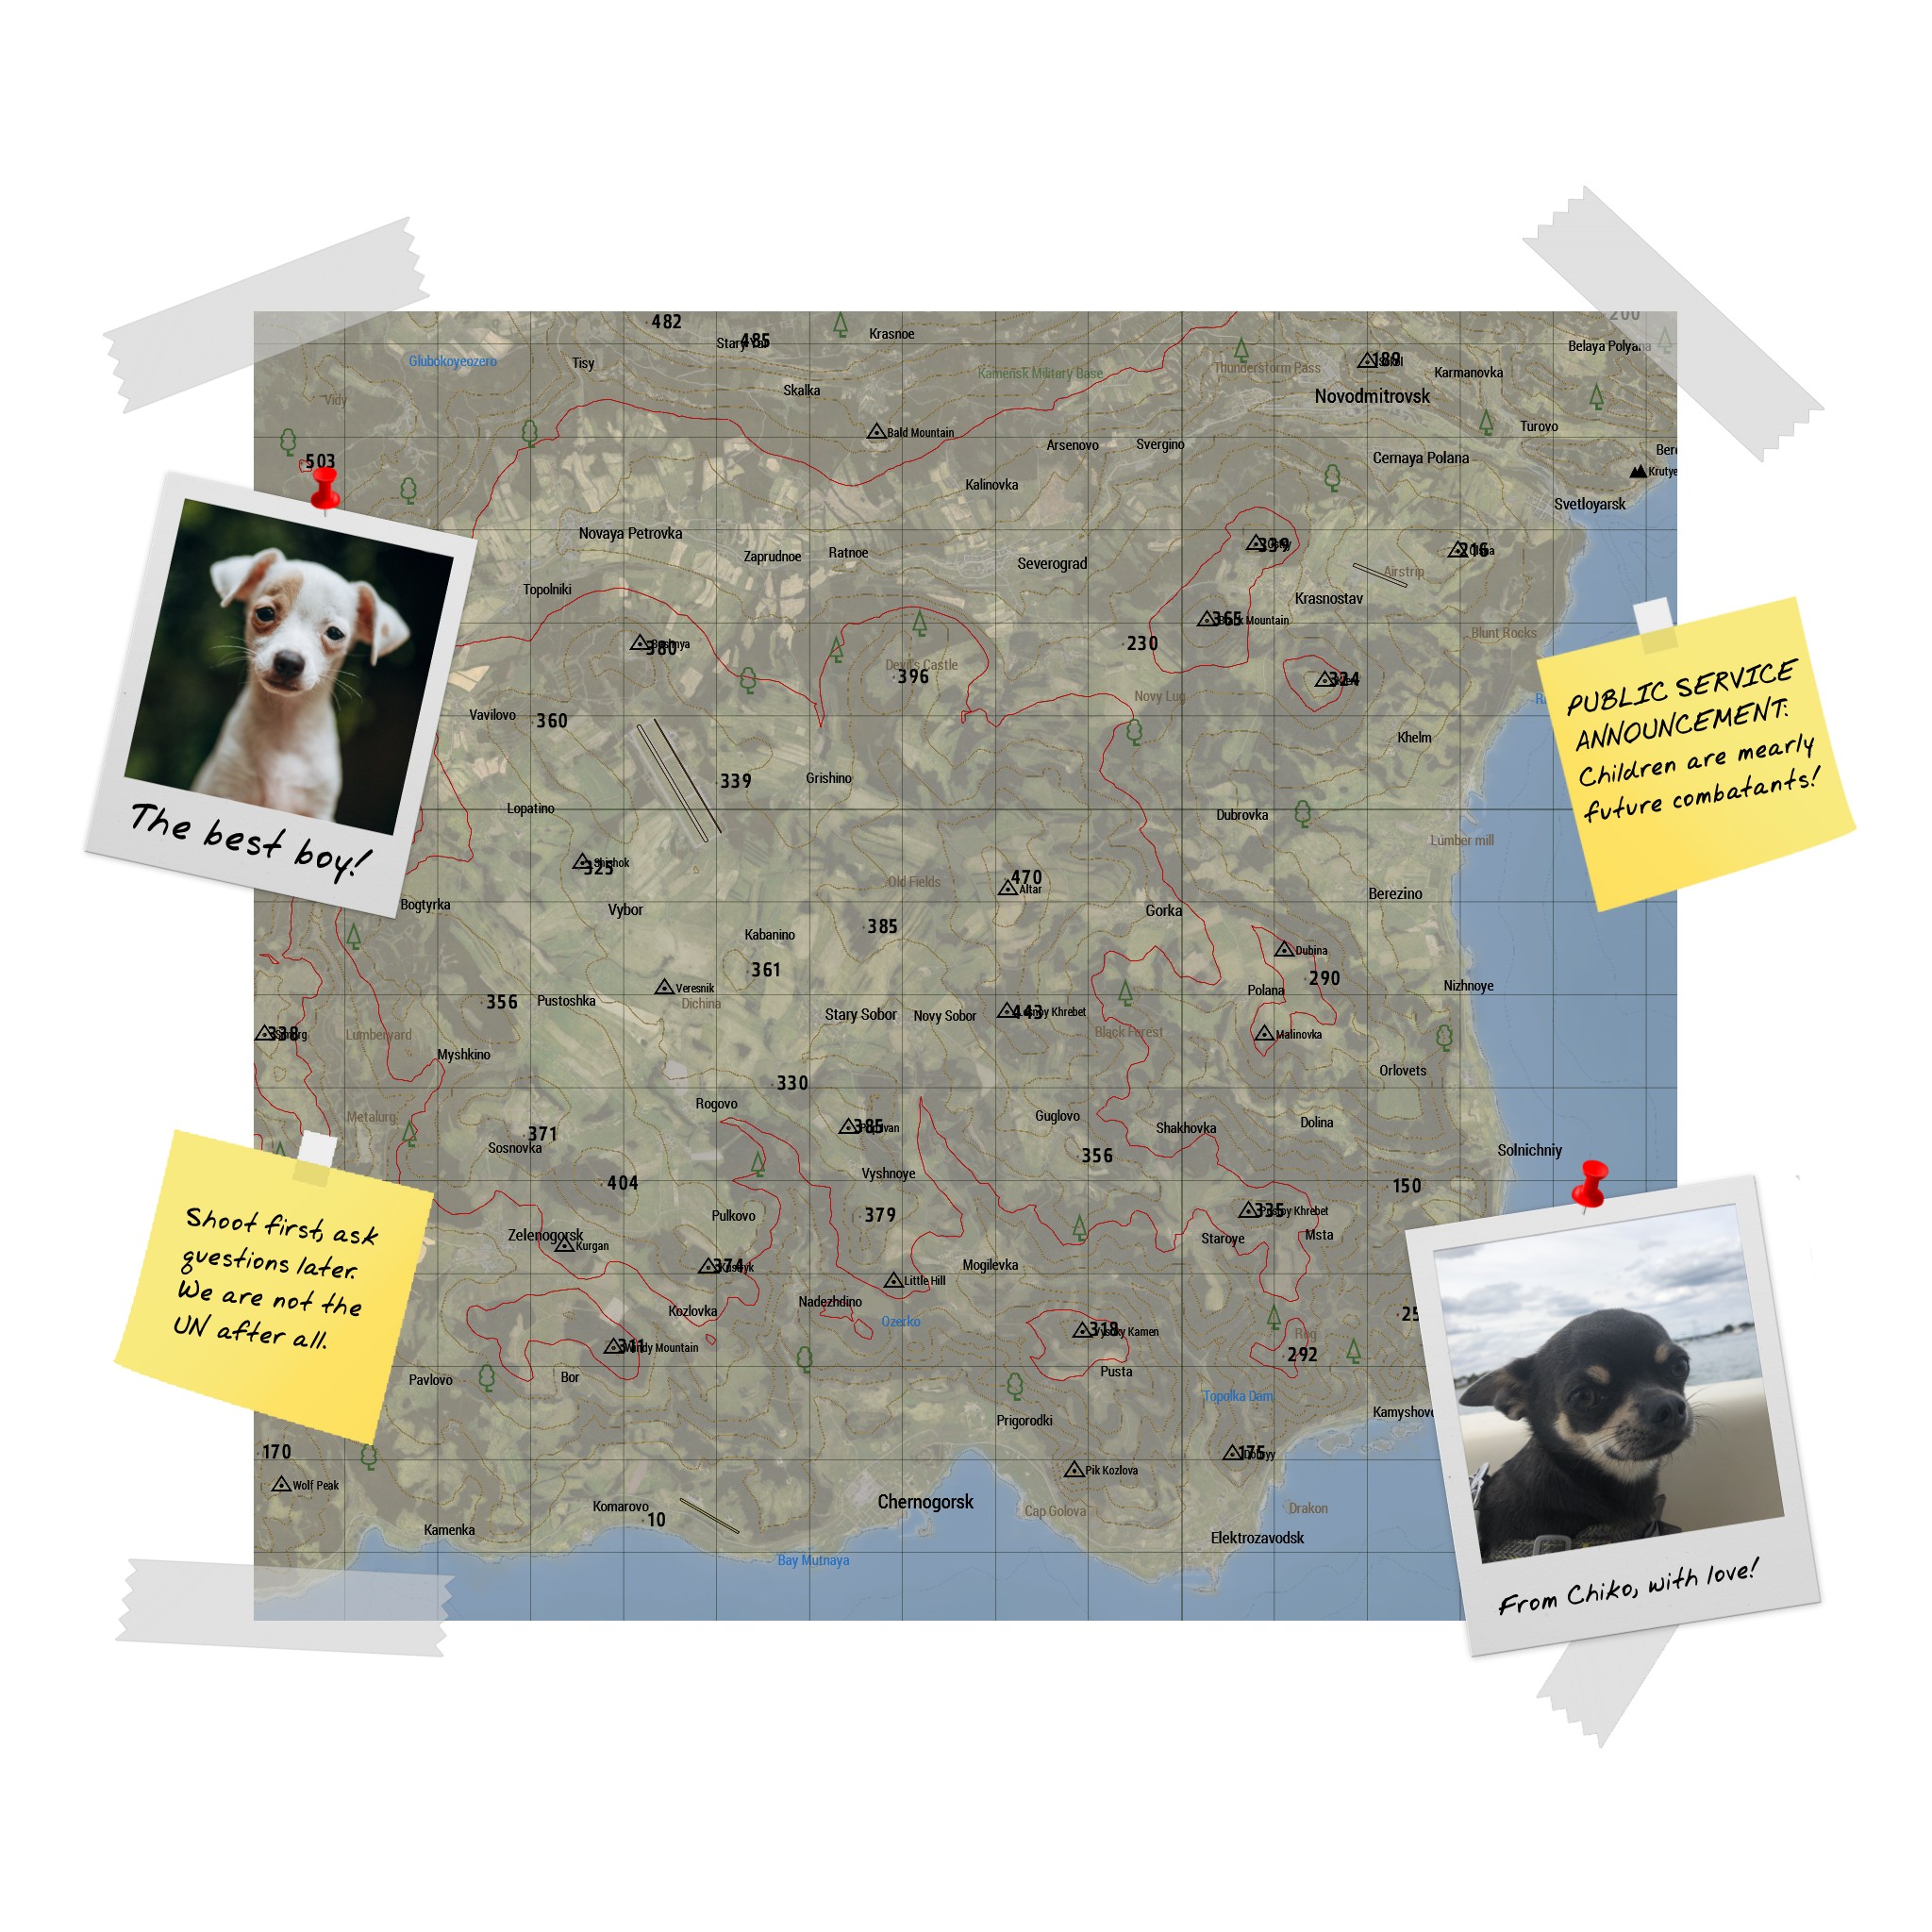 200
482
Krasnoe
Belaya Polyana
485
Glubokoyeozero
Tisy
189
Kamensk Military Base
Thunderstorm Pass
Karmanovka
Skalka
Novodmitrovsk
Vidy
Turovo
Bald Mountain
Arsenovo
Svergino
Cernaya Polana
503
Kalinovka
Svetloyarsk
Novaya Petrovka
Zaprudnoe
Ratnoe
Severograd
339
216
Airstrip
Topolniki
Krasnostav
365
Mountain
Blunt Rocks
380
230
Devil's Castle
396
324
Novy Lug
Vavilovo
360
Khelm
339
Grishino
Lopatino
Dubrovka
Lumber mill
325
Shishok
Old Fields
470
Altar
Berezino
Bogtyrka
Vybor
Gorka
385
Kabanino
Dubina
361
290
Veresnik
Nizhnoye
Polana
356
Pustoshka
Dichina
Stary Sobor
Novy Sobor
443
Khrebet
Black Forest
338
Lumberyard
Malinovka
Myshkino
Orlovets
330
Rogovo
Metalurg
Guglovo
Shakhovka
Dolina
385
371
Sosnovka
356
Solnichniy
Vyshnoye
404
150
Pulkovo
379
335
Khrebet
Zelenogorsk
Kurgan
Staroye
Msta
374
Mogilevka
Little Hill
Kozlovka
Nadezhdino
Ozerko
25
318
Vysoky Kamen
Rog
311
Windy Mountain
292
Pavlovo
Bor
Pusta
Topolka Dam
Prigorodki
Kamyshovo
170
175
Pik Kozlova
Wolf Peak
Chernogorsk
Komarovo
10
Cap Golova
Drakon
Kamenka
Elektrozavodsk
Bay Mutnaya
The best boy!
PUBLIC SERVICE
ANNOUNCEMENT:
Children are mearly
future combatants!
Shoot first, ask
questions later.
We are not the
UN after all.
From Chiko, with love!